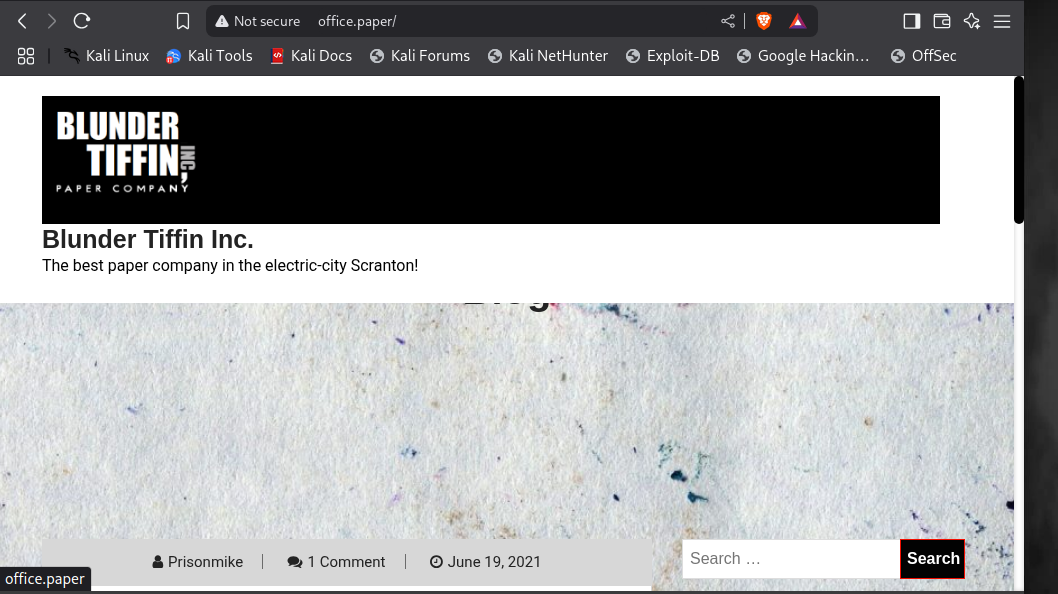 Not secure office.paper/
Kali Linux Kali Tools Kali Docs Kali Forums Kali NetHunter Exploit-DB Google Hackin… OffSec
BLUNDER
TIFFIN, INC
PAPER COMPANY
Blunder Tiffin Inc.
The best paper company in the electric-city Scranton!
Prisonmike 1 Comment June 19, 2021
Search …
Search
office.paper